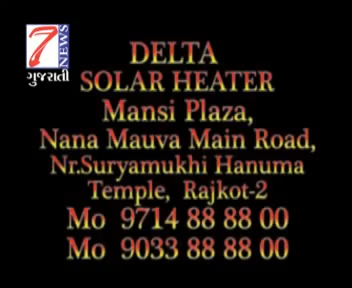 7 NEWS
ગુજરાતી
DELTA
SOLAR HEATER
Mansi Plaza,
Nana Mauva Main Road,
Nr.Suryamukhi Hanuma
Temple, Rajkot-2
Mo 9714 88 88 00
Mo 9033 88 88 00